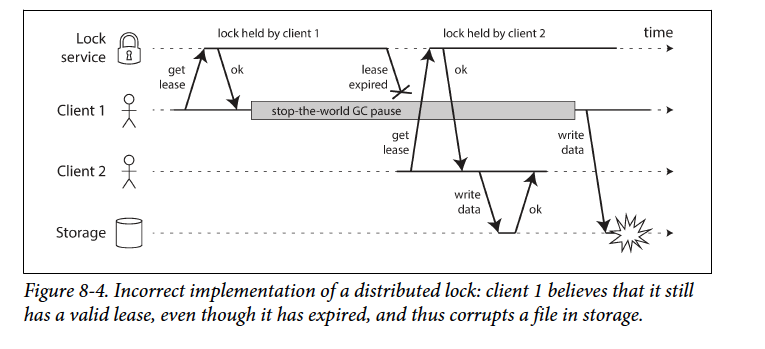 lock held by client 1
lock held by client 2
time
Lock
service
get
lease
ok
lease
expired
ok
Client 1
stop-the-world GC pause
get
lease
write
data
Client 2
write
data
ok
Storage
Figure 8-4. Incorrect implementation of a distributed lock: client 1 believes that it still
has a valid lease, even though it has expired, and thus corrupts a file in storage.